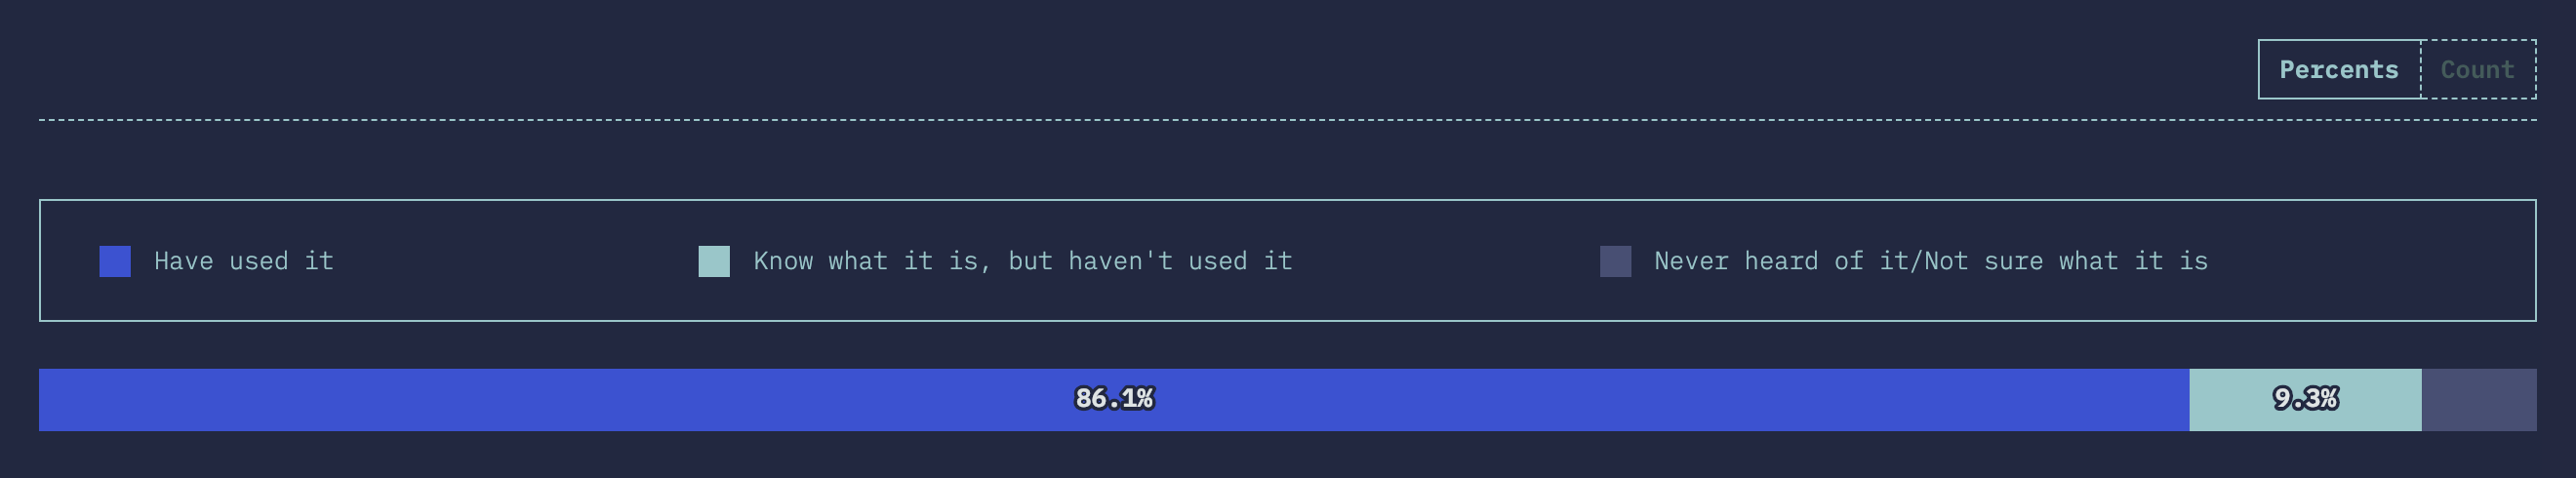 Percents Count
Have used it Know what it is, but haven't used it Never heard of it/Not sure what it is
86.1% 9.3%